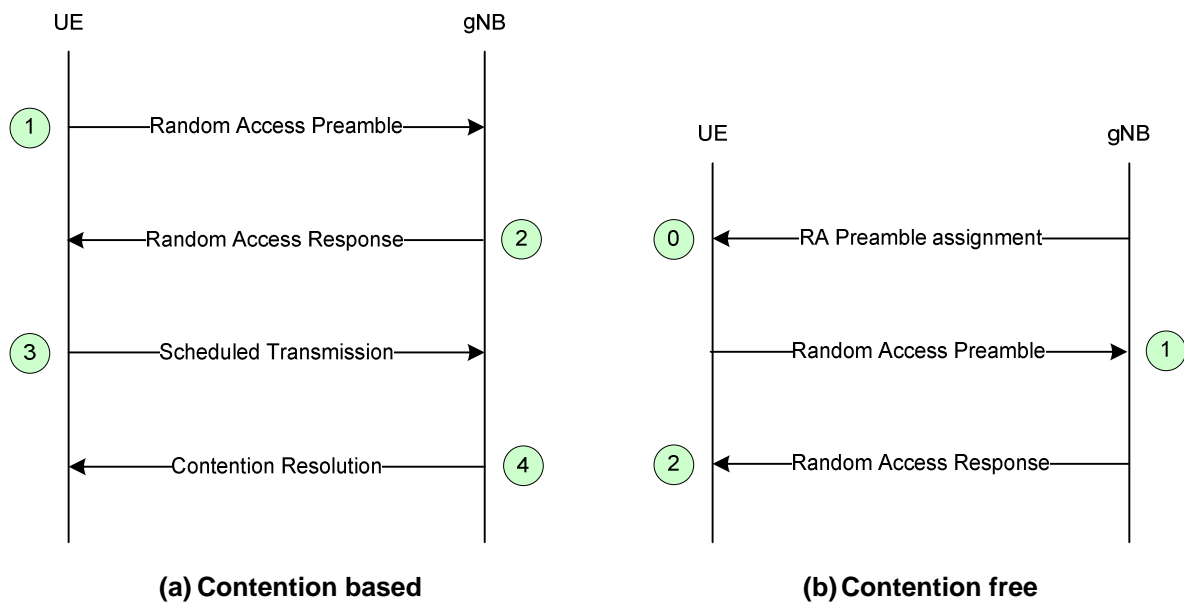 UE
gNB
1
Random Access Preamble
Random Access Response
2
3
Scheduled Transmission
Contention Resolution
4
(a) Contention based
UE
gNB
0
RA Preamble assignment
Random Access Preamble
1
2
Random Access Response
(b) Contention free